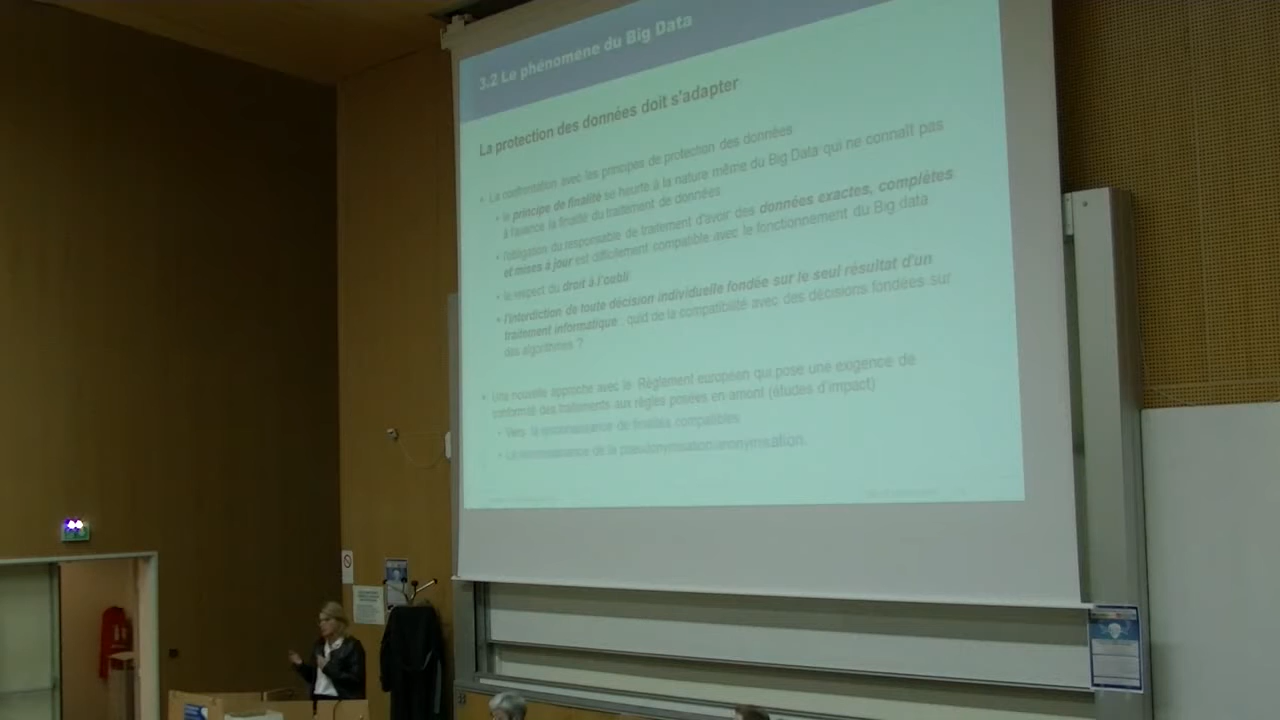 3.2 Le phénomène du Big Data
La protection des données doit s'adapter
La confrontation avec les principes de protection des données
le principe de finalité se heurte à la nature même du Big Data qui ne connaît pas
à l'avance la finalité du traitement de données
l'obligation du responsable de traitement d'avoir des données exactes, complètes
et mises à jour est difficilement compatible avec le fonctionnement du Big data
le respect du droit à l'oubli
l'interdiction de toute décision individuelle fondée sur le seul résultat d'un
traitement informatique : quid de la compatibilité avec des décisions fondées sur
des algorithmes ?
Une nouvelle approche avec le Règlement européen qui pose une exigence de
conformité des traitements aux règles posées en amont (études d'impact)
Vers la reconnaissance de finalités compatibles
La reconnaissance de la pseudonymisation/anonymisation.